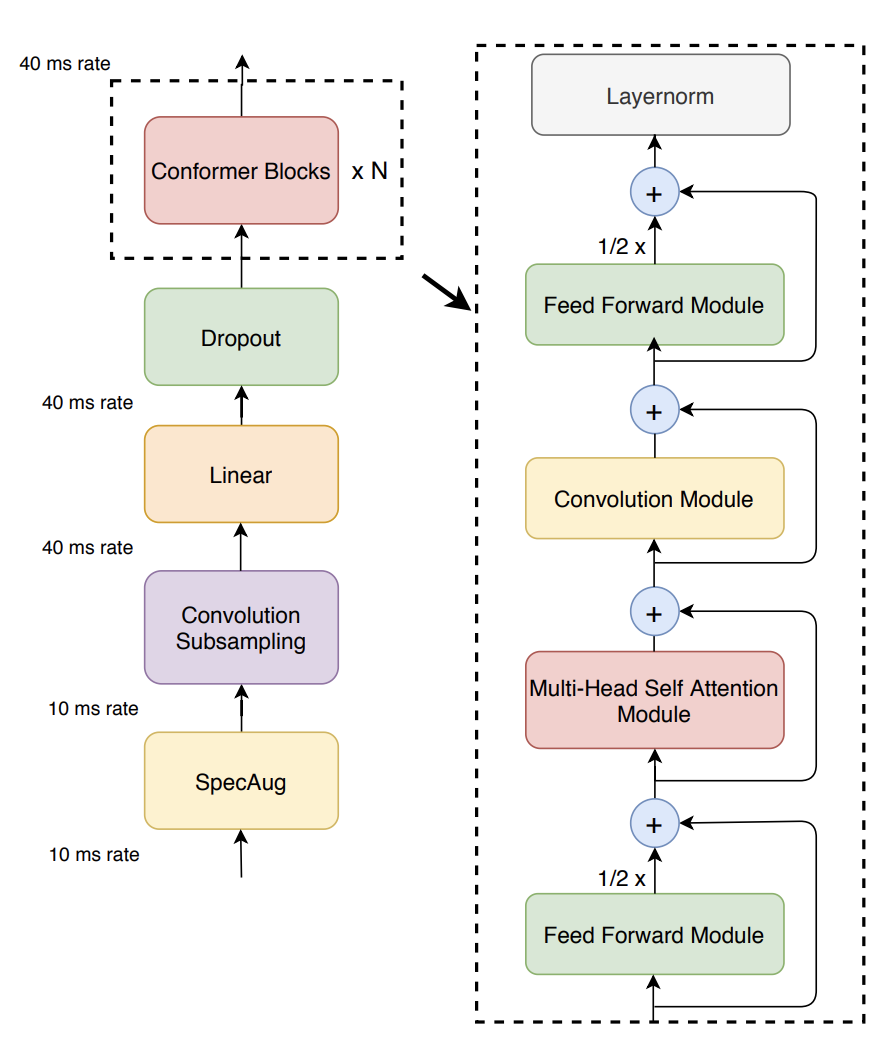 40 ms rate
Conformer Blocks
x N
Dropout
40 ms rate
Linear
40 ms rate
Convolution
Subsampling
10 ms rate
SpecAug
10 ms rate
Layernorm
+
1/2 x
Feed Forward Module
+
Convolution Module
+
Multi-Head Self Attention
Module
+
1/2 x
Feed Forward Module